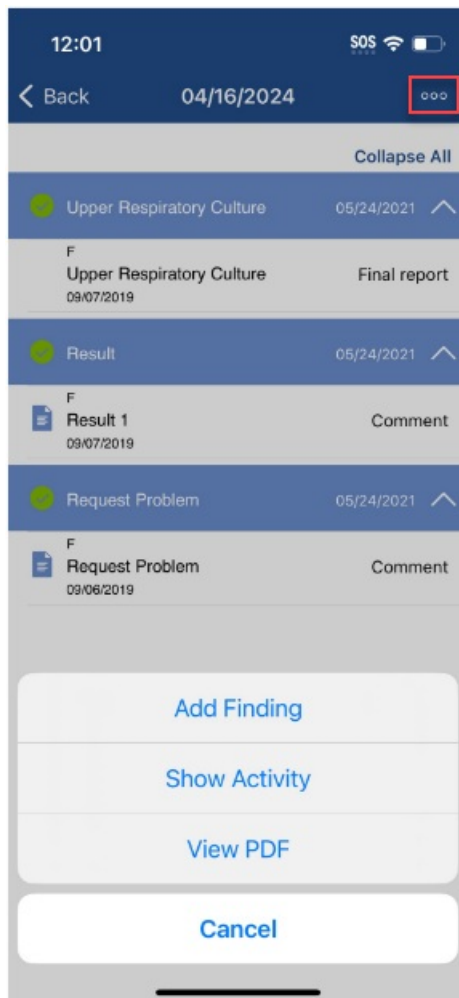 12:01 SOS
Back 04/16/2024
Collapse All
Upper Respiratory Culture 05/24/2021
F
Upper Respiratory Culture Final report
09/07/2019
Result 05/24/2021
F
Result 1 Comment
09/07/2019
Request Problem 05/24/2021
F
Request Problem Comment
09/06/2019
Add Finding
Show Activity
View PDF
Cancel